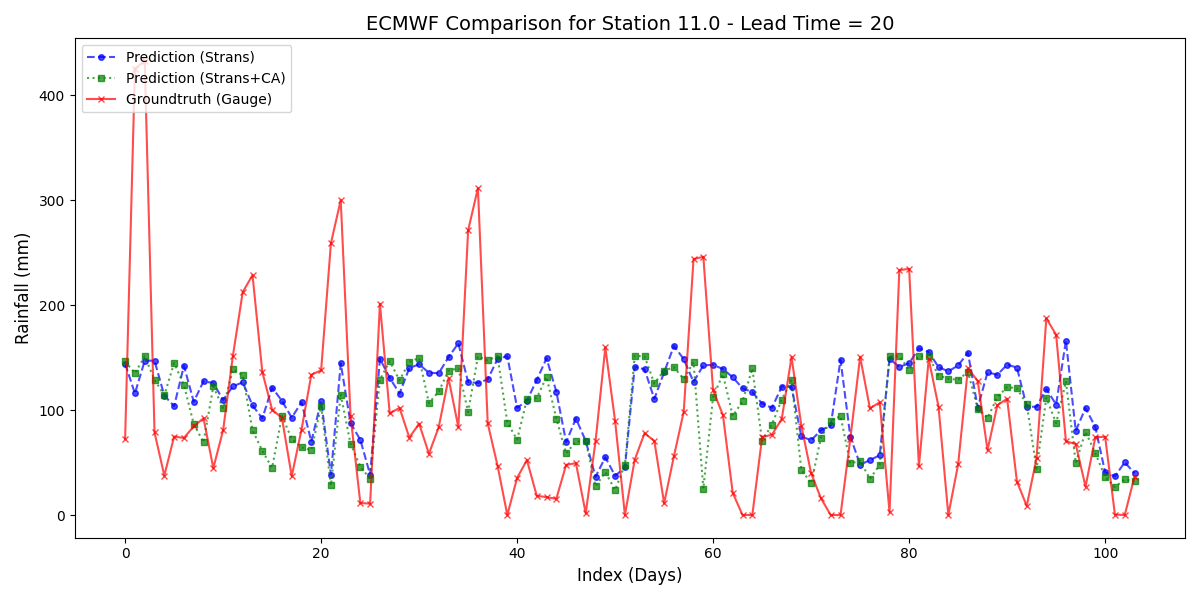 ECMWF Comparison for Station 11.0 - Lead Time = 20
Prediction (Strans)
Prediction (Strans+CA)
Groundtruth (Gauge)
Rainfall (mm)
400
300
200
100
0
0 20 40 60 80 100
Index (Days)